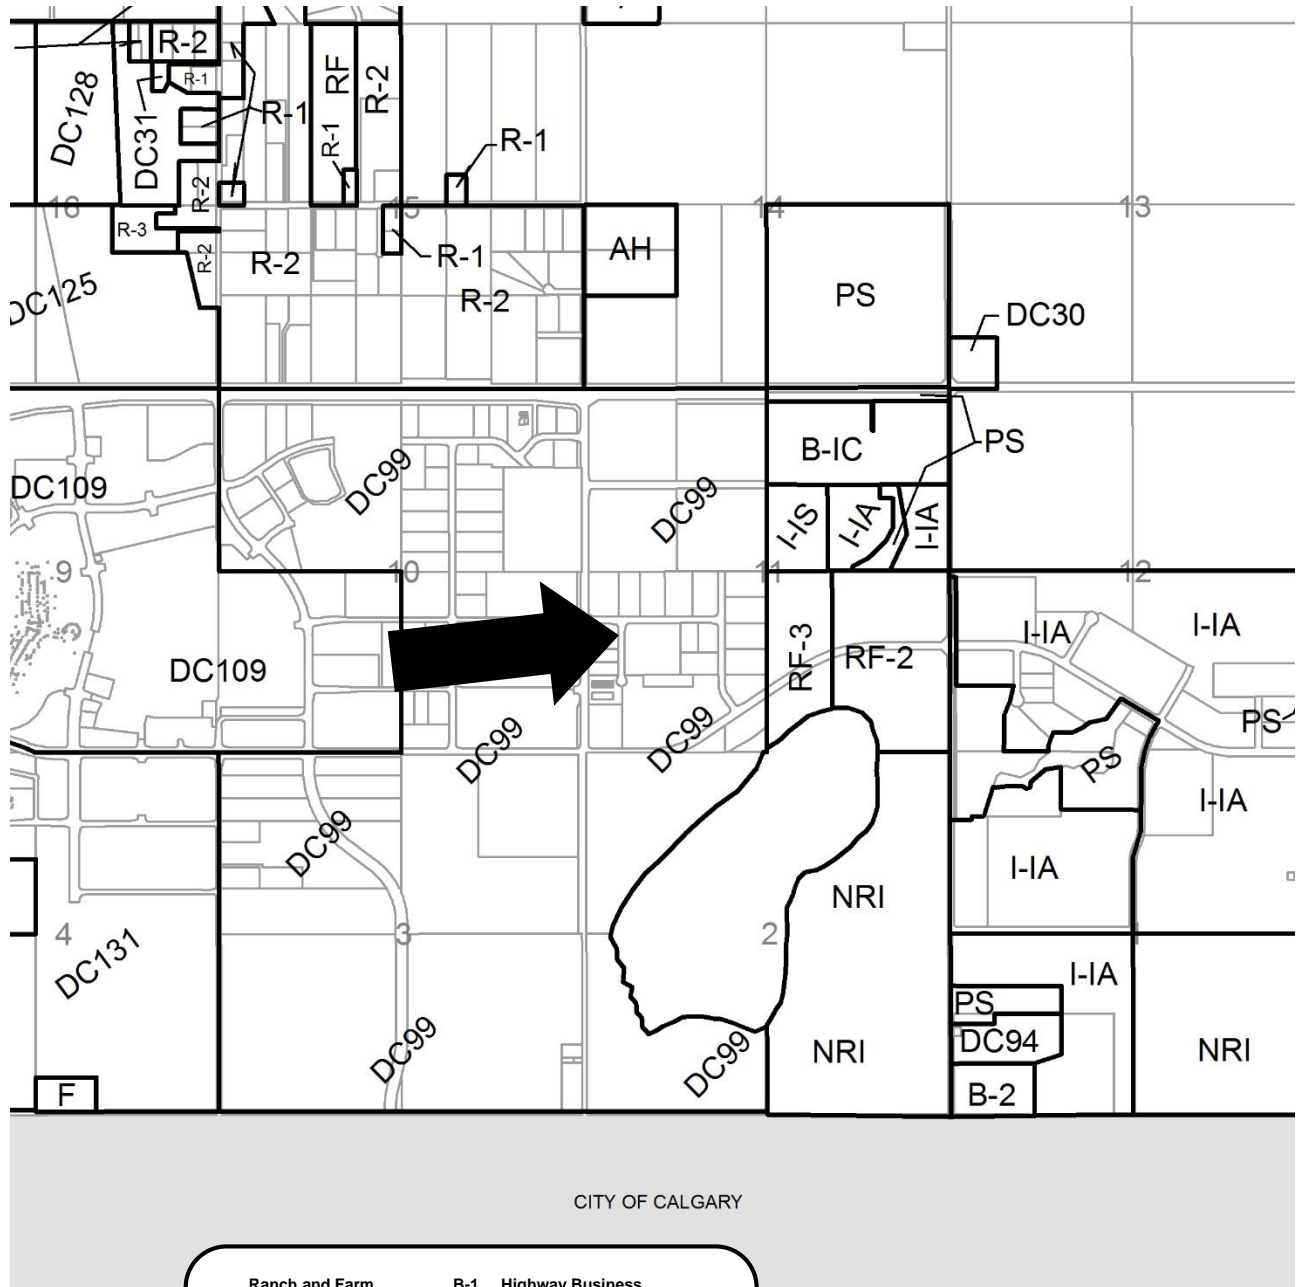 R-2
RF
R-2
DC128
DC31
R-1
R-1
R-1
R-1
R-2
16
15
14
13
R-3
R-2
R-2
R-1
AH
R-2
PS
DC125
DC30
PS
B-IC
DC109
DC99
DC99
I-IS
I-IA
I-IA
9
10
11
12
I-IA
I-IA
RF-3
RF-2
DC109
PS
DC99
DC99
PS
I-IA
DC99
I-IA
NRI
4
3
2
1
DC131
I-IA
PS
DC94
DC99
DC99
NRI
NRI
F
B-2
CITY OF CALGARY
Ranch and Farm B-1 Highway Business